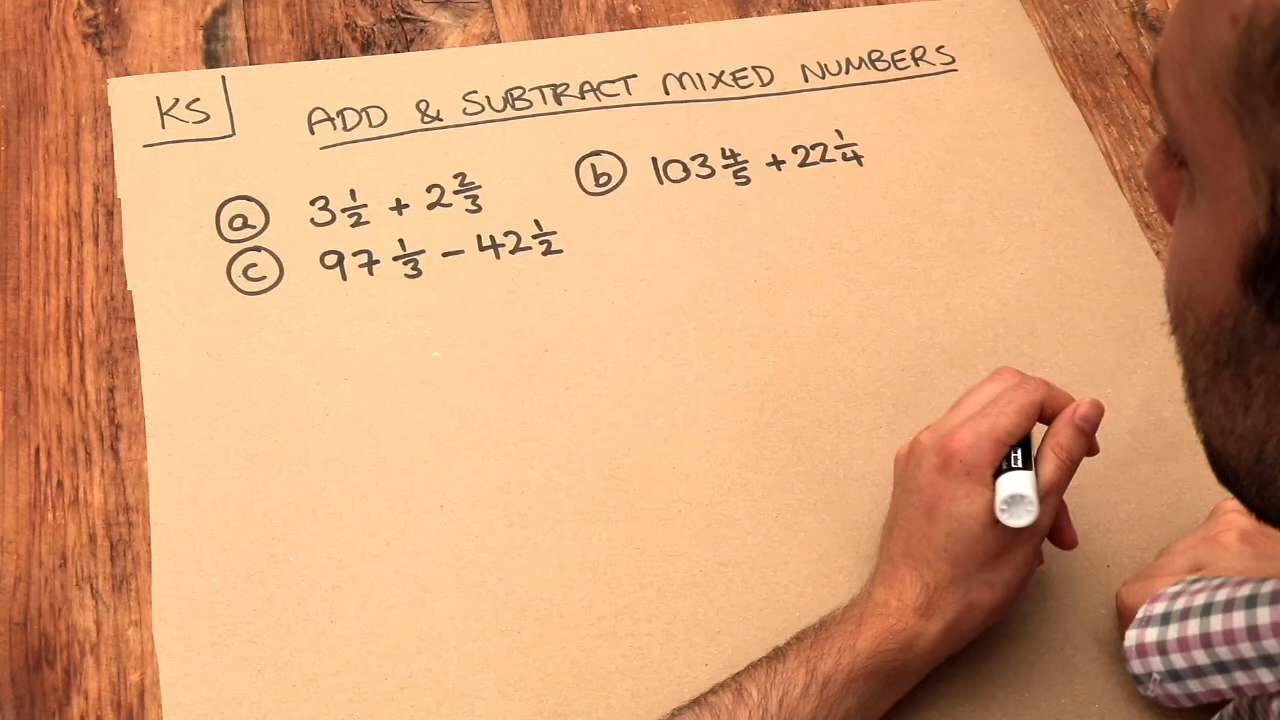 KS
ADD & SUBTRACT MIXED NUMBERS
a 3 1/2 + 2 2/3
b 103 4/5 + 22 1/4
c 97 1/3 - 42 1/2